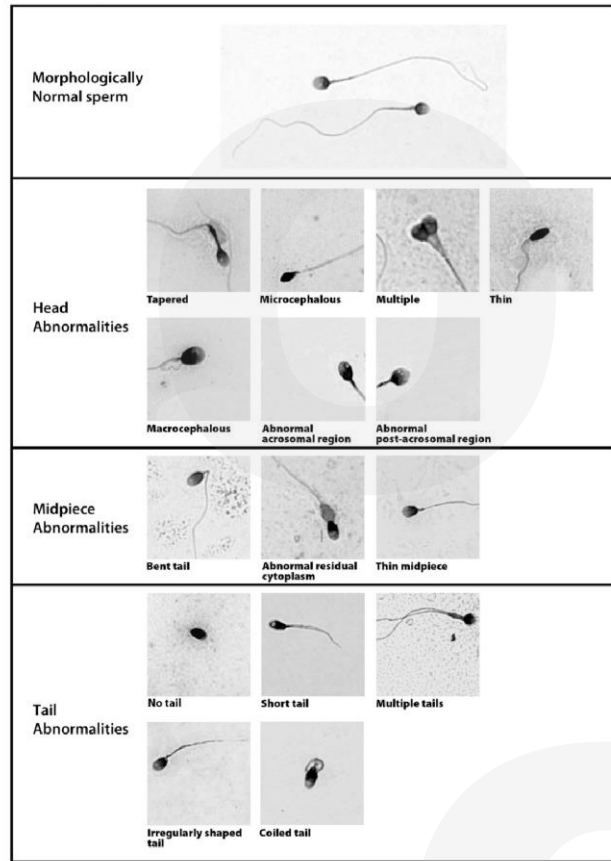 Morphologically
Normal sperm
Head
Abnormalities
Tapered
Microcephalous
Multiple
Thin
Macrocephalous
Abnormal
acrosomal region
Abnormal
post-acrosomal region
Midpiece
Abnormalities
Bent tail
Abnormal residual
cytoplasm
Thin midpiece
Tail
Abnormalities
No tail
Short tail
Multiple tails
Irregularly shaped
tail
Coiled tail